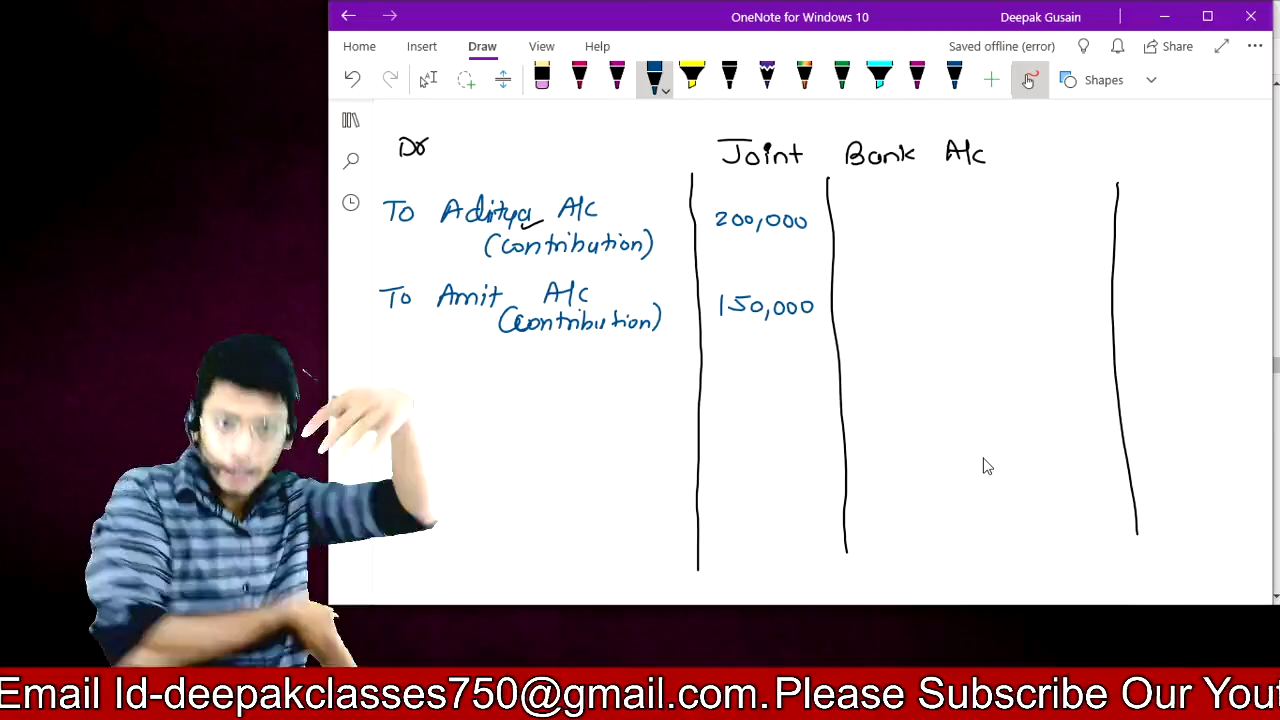 OneNote for Windows 10
Deepak Gusain
Home Insert Draw View Help
Saved offline (error)
Share
Shapes
Dr
Joint Bank A/c
To Aditya A/c 200,000
(contribution)
To Amit A/c 150,000
(contribution)
Email Id-deepakclasses750@gmail.com. Please Subscribe Our Yout